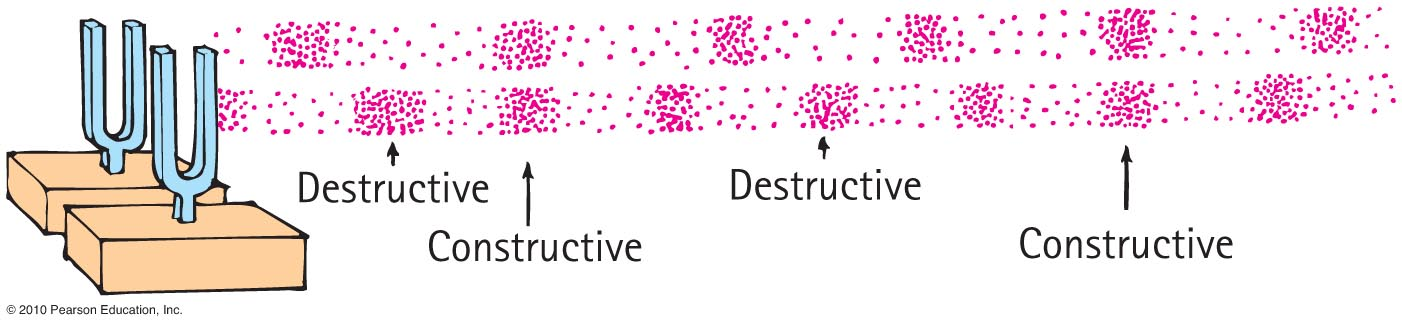 Destructive
Constructive
Destructive
Constructive
© 2010 Pearson Education, Inc.